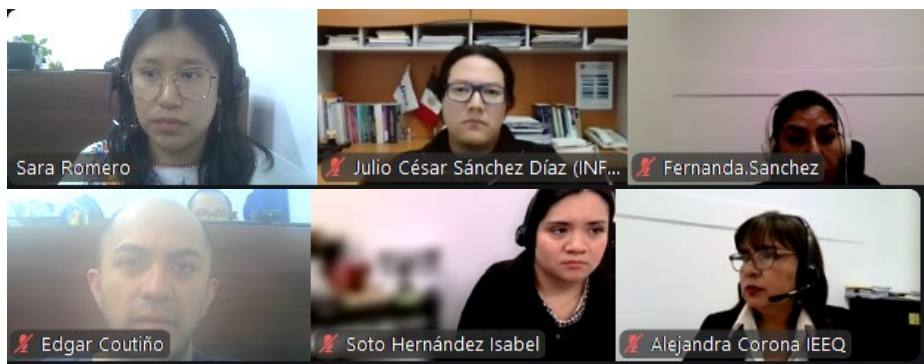 Sara Romero
Julio César Sánchez Díaz (INF...
Fernanda.Sanchez
Edgar Coutiño
Soto Hernández Isabel
Alejandra Corona IEEQ